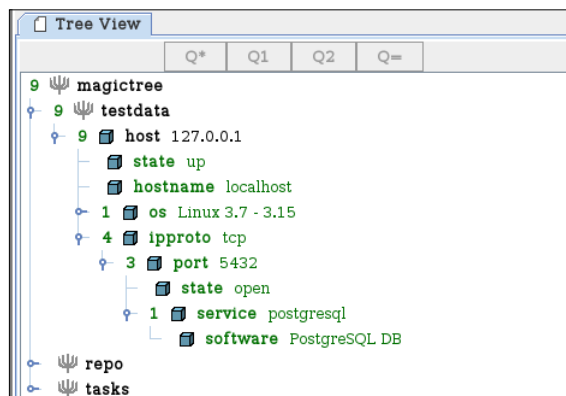 Tree View
Q* Q1 Q2 Q=
9 magictree
9 testdata
9 host 127.0.0.1
state up
hostname localhost
1 os Linux 3.7 - 3.15
4 ipproto tcp
3 port 5432
state open
1 service postgresql
software PostgreSQL DB
repo
tasks